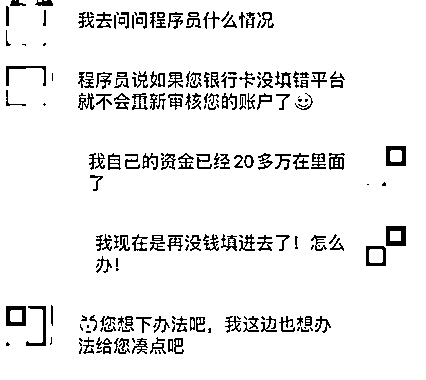 我去问问程序员什么情况
程序员说如果您银行卡没填错平台
就不会重新审核您的账户了
我自己的资金已经20多万在里面
了
我现在是再没钱填进去了！怎么
办！
您想下办法吧，我这边也想办
法给您凑点吧